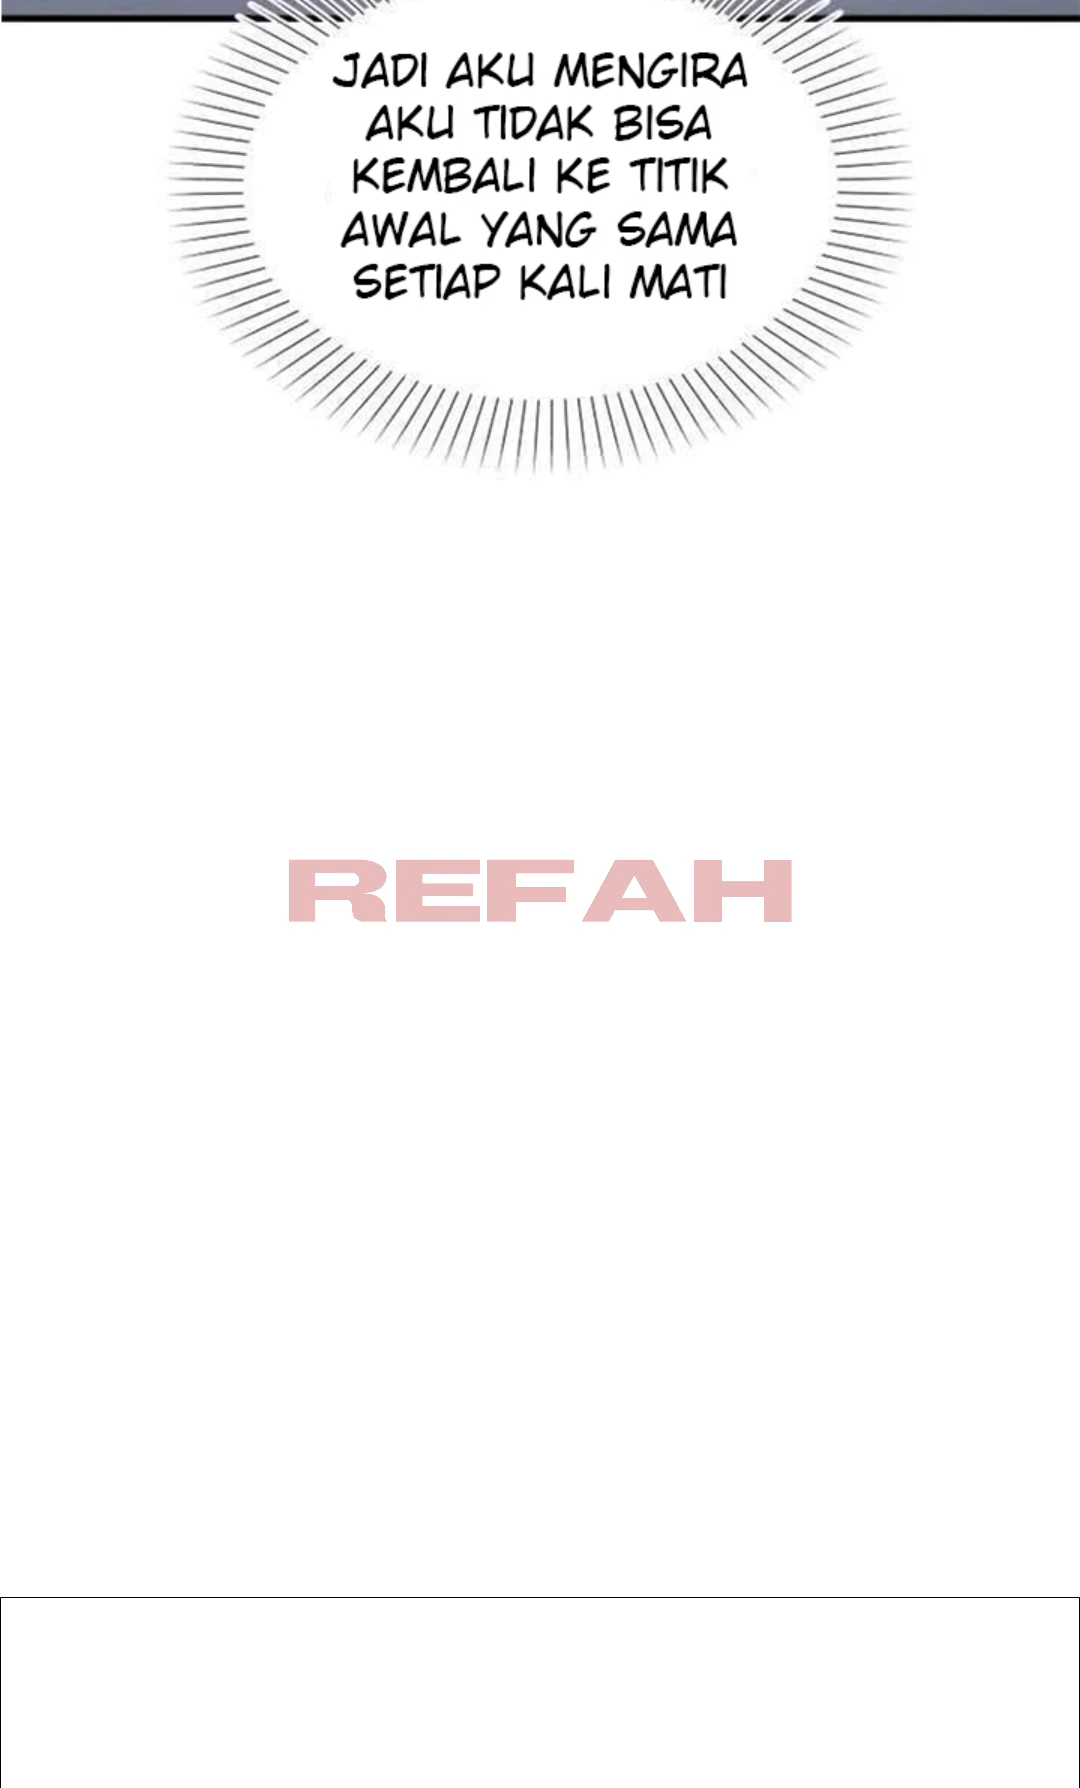 JADI AKU MENGIRA
AKU TIDAK BISA
KEMBALI KE TITIK
AWAL YANG SAMA
SETIAP KALI MATI
REFAH